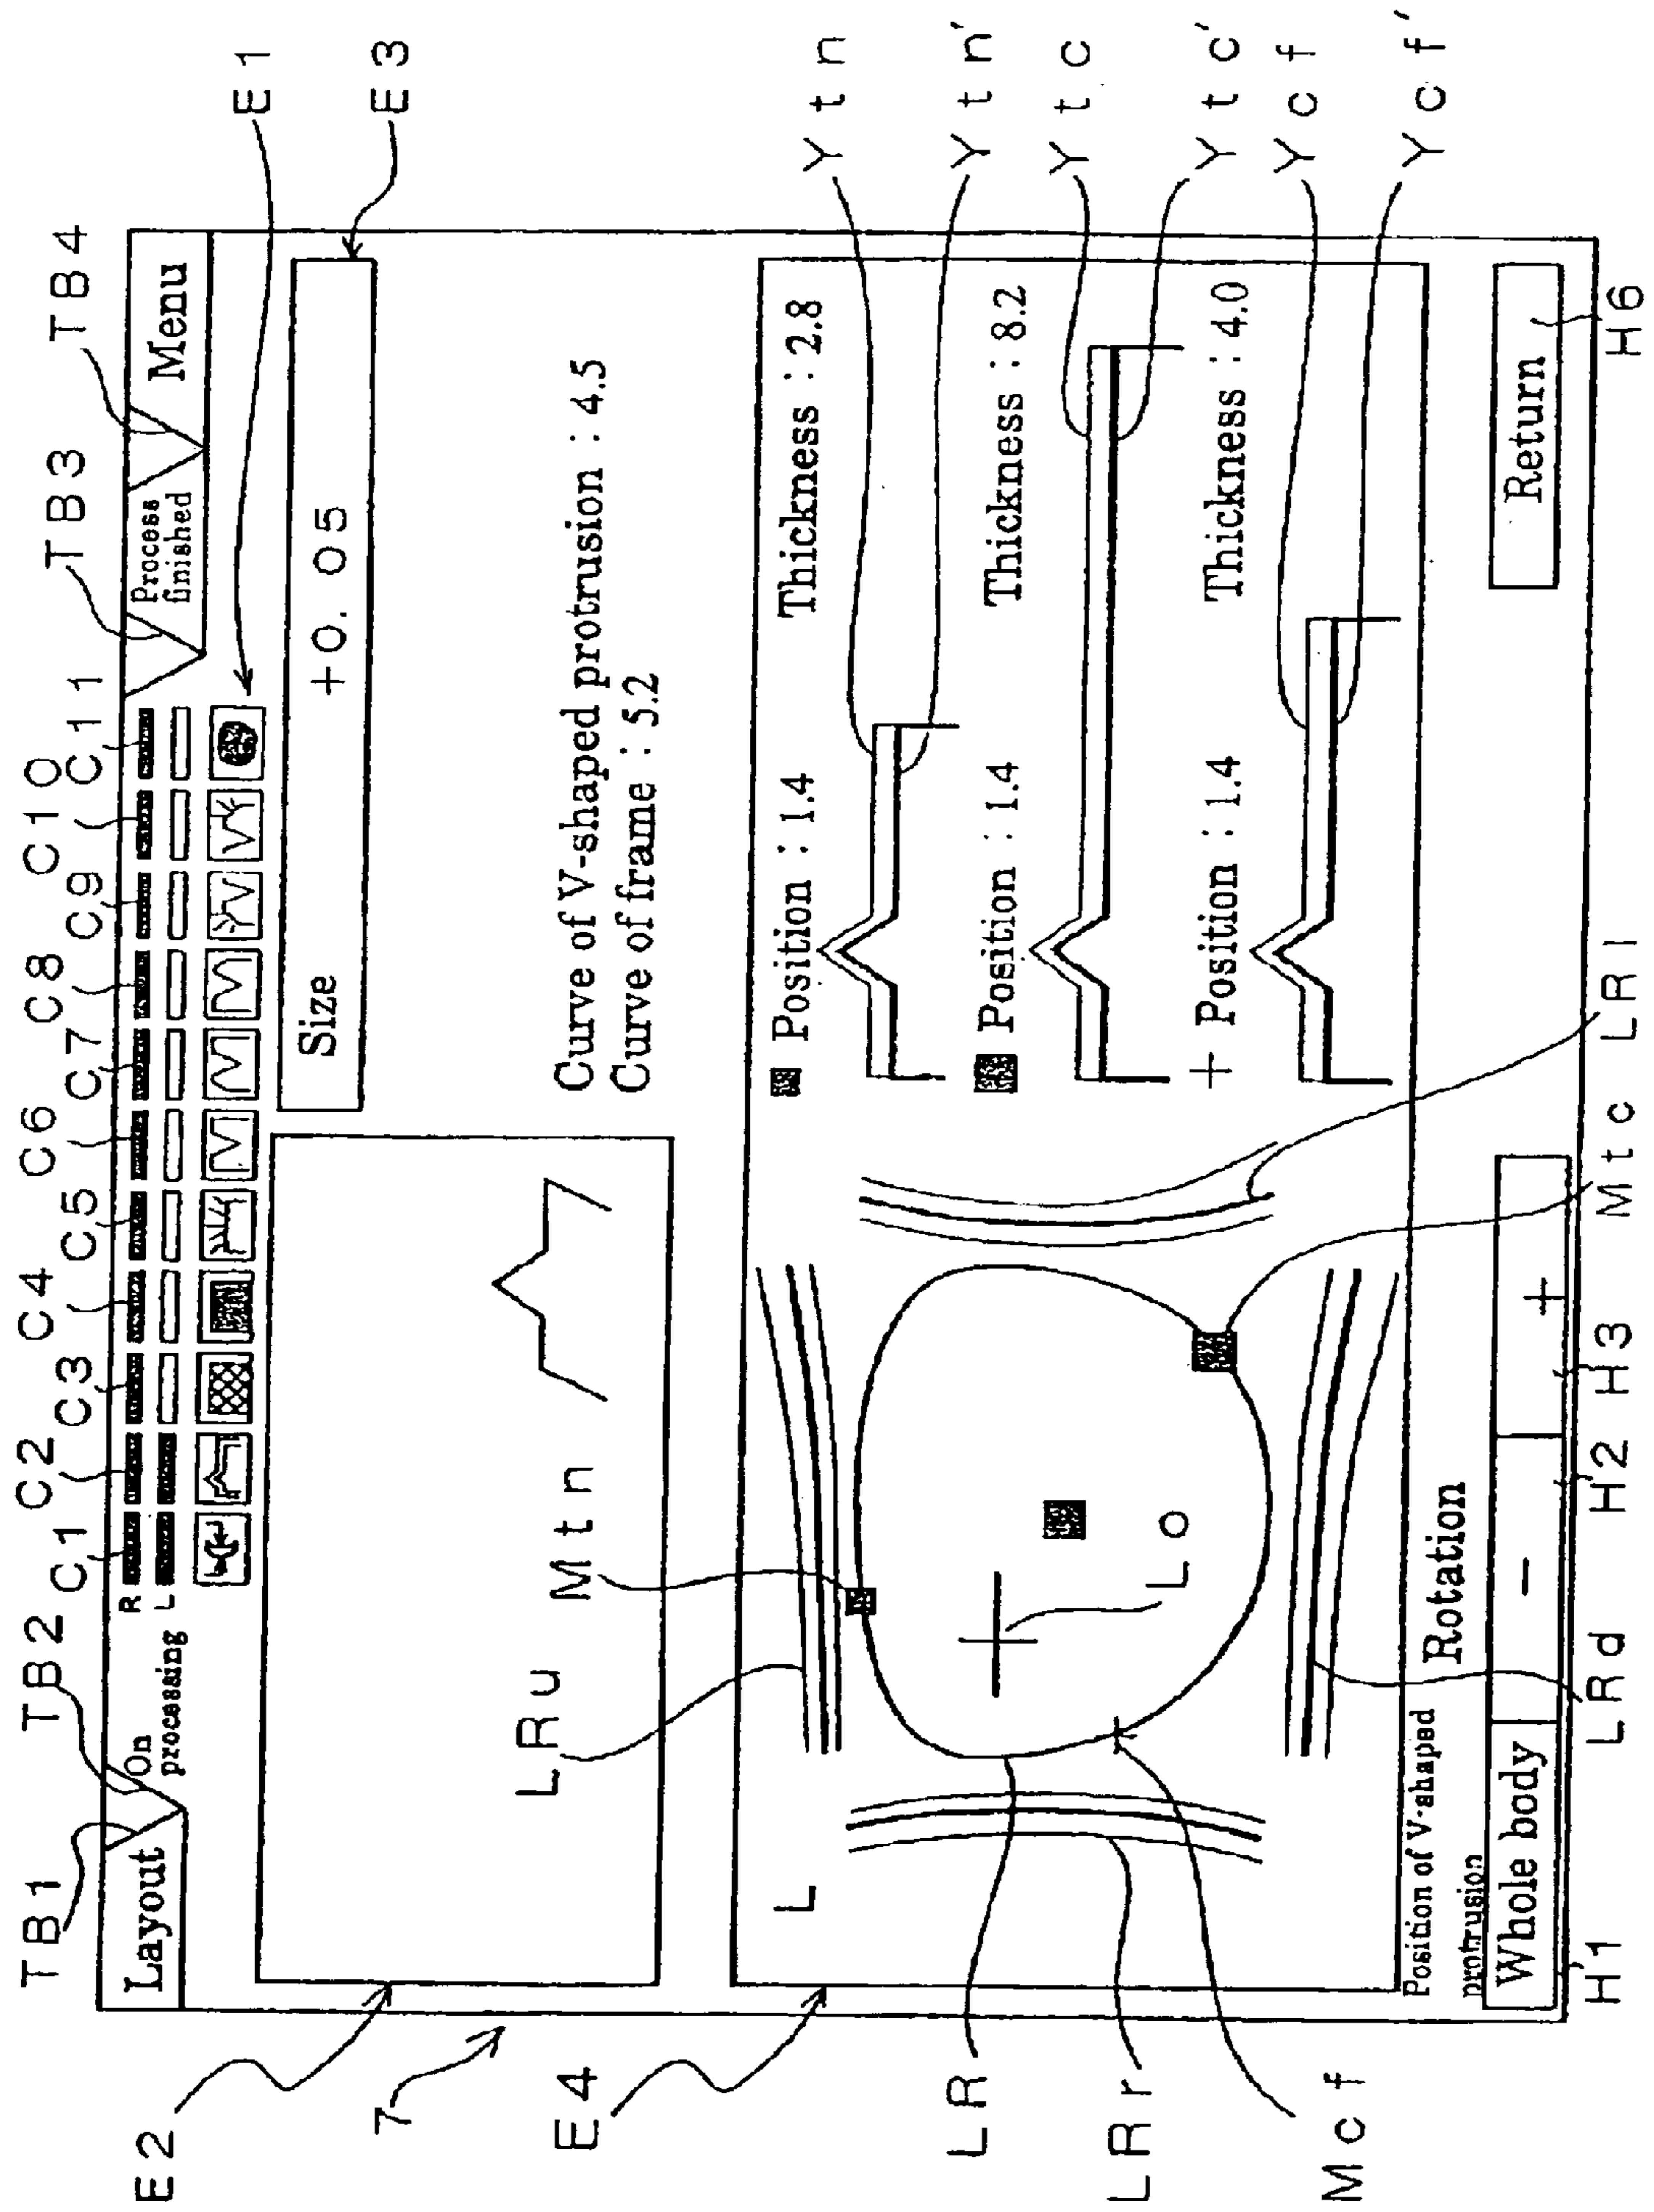 C1 C2 C3 C4 C5 C6 C7 C8 C9 C10 C11
TB1 TB2 TB3 TB4
Layout
On
processing
R
L
Process
finished
Menu
E1
E2
E3
Size +0. 05
7
Curve of V-shaped protrusion : 4.5
Curve of frame : 5.2
E4
L
LRu
Mtn
Lo
Position : 1.4 Thickness : 2.8
Position : 1.4 Thickness : 8.2
+ Position : 1.4 Thickness : 4.0
Ytn
Ytn'
Ytc
Ytc'
Ycf
Ycf'
LR
LRr
Mcf
LRl
Mtc
LRd
Position of V-shaped
protrusion
Rotation
Whole body
−
+
Return
H1
H2
H3
H6